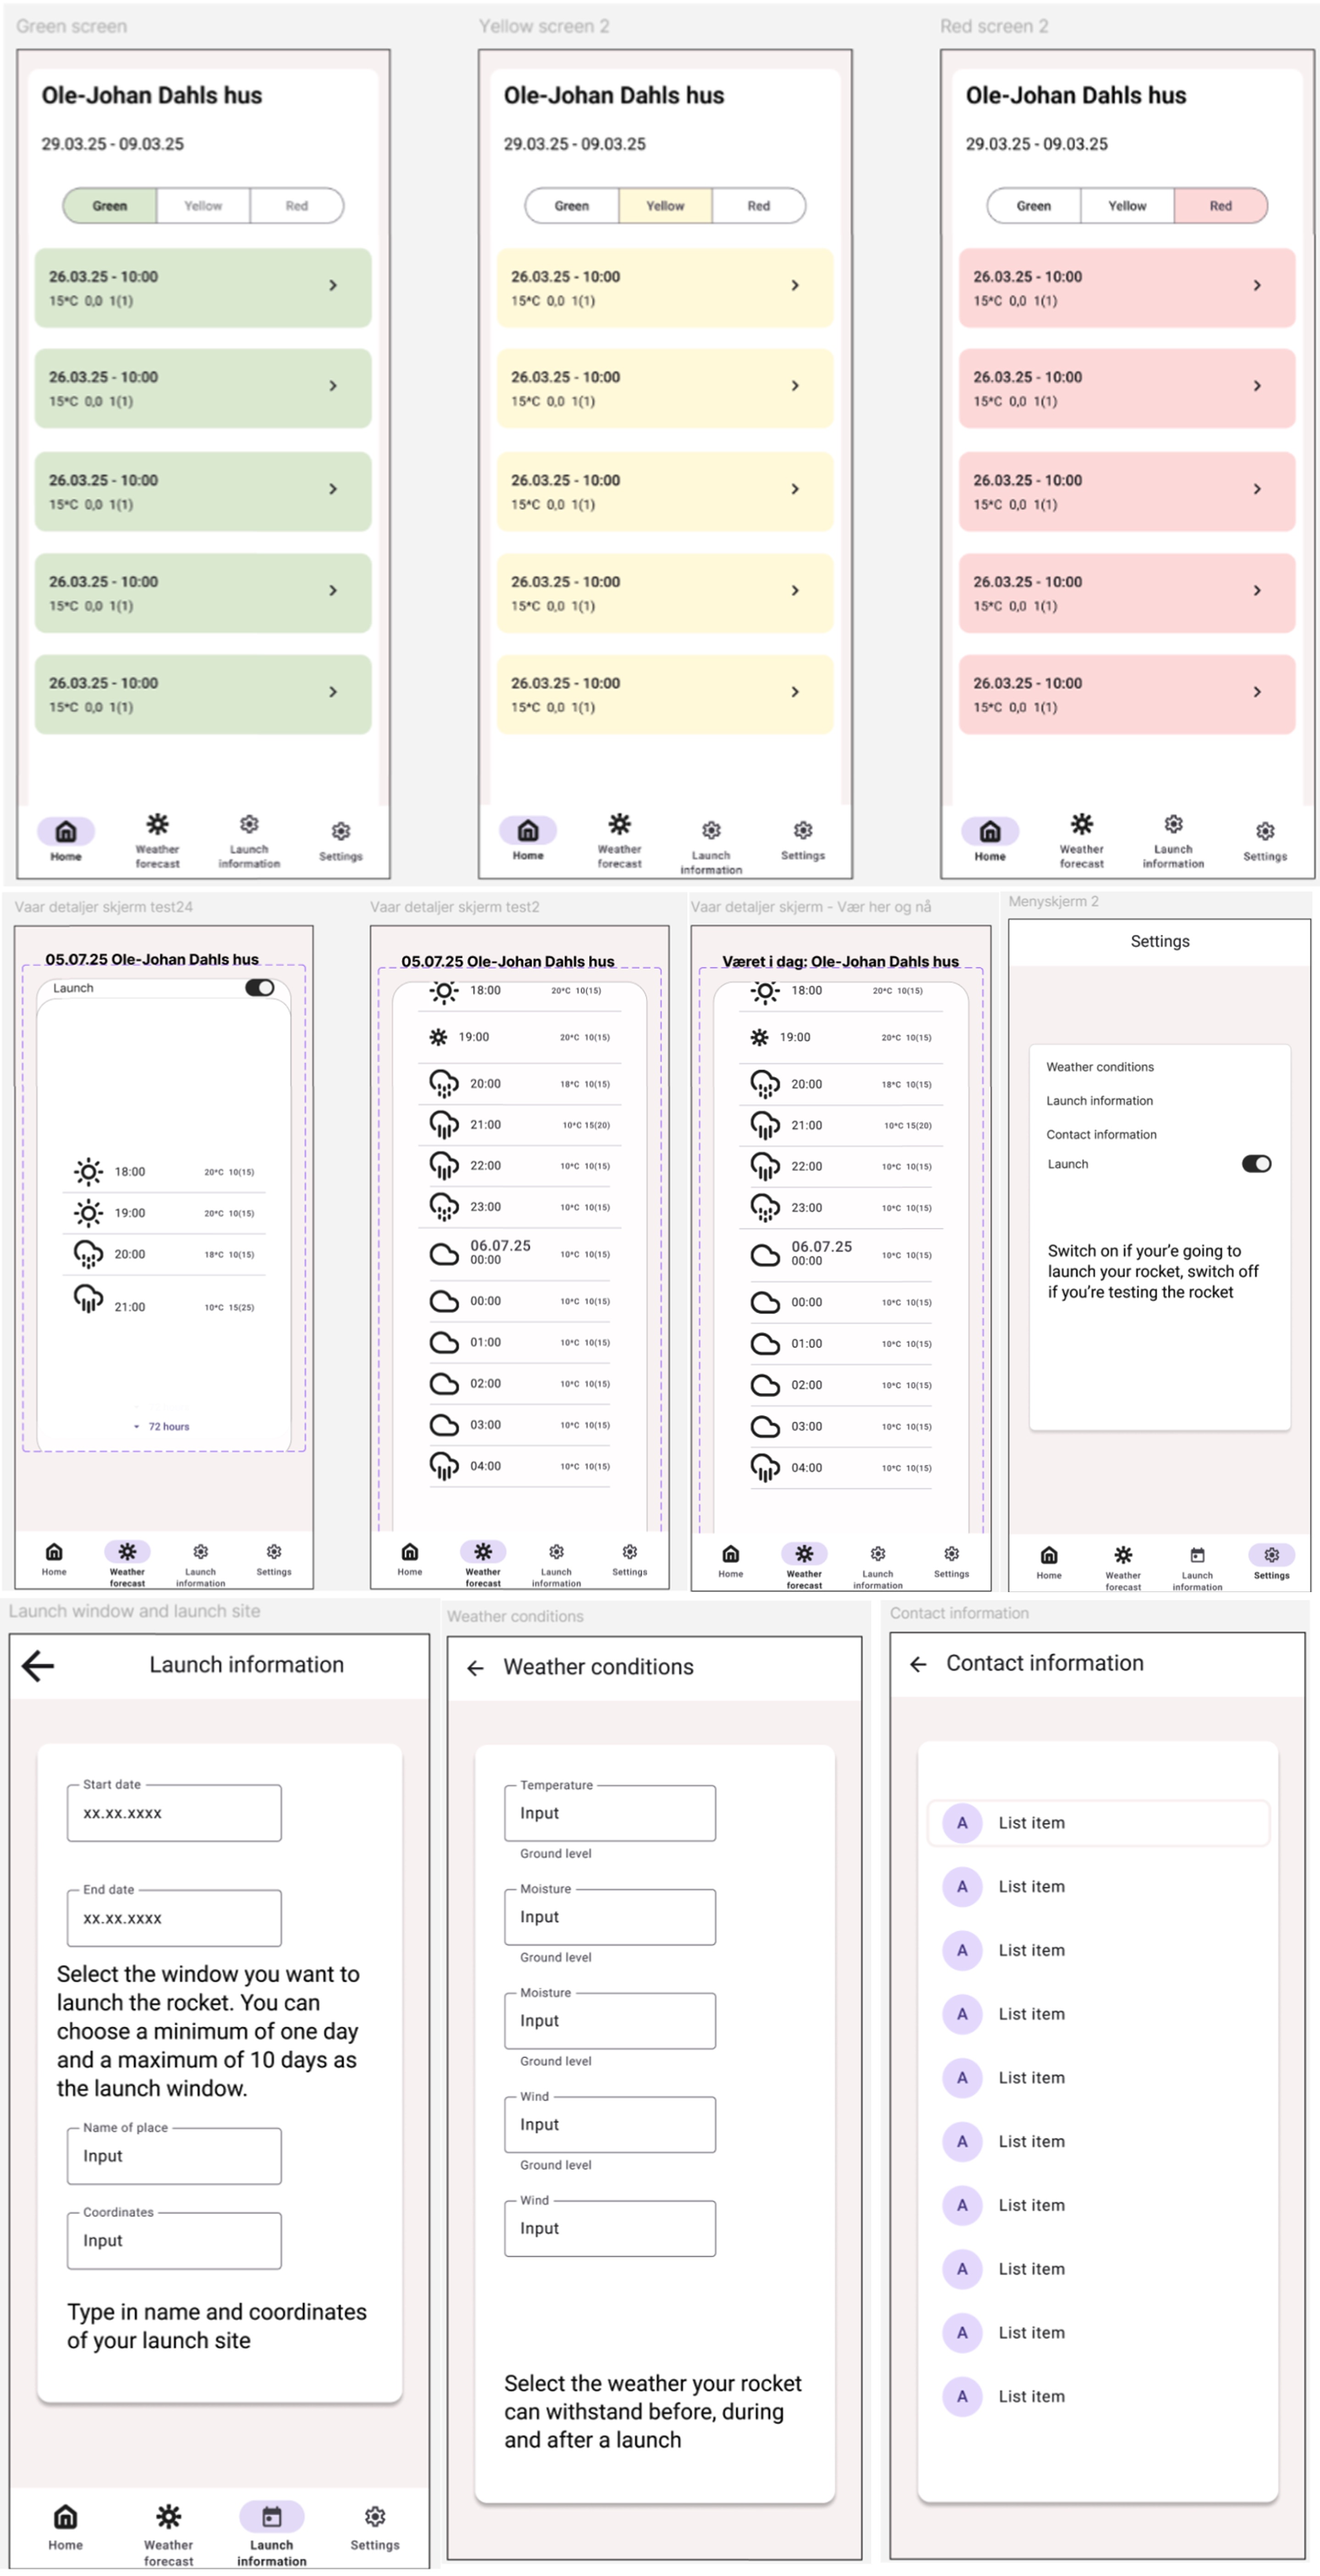 Green screen
Ole-Johan Dahls hus
29.03.25 - 09.03.25
Green Yellow Red
26.03.25 - 10:00
15*C 0,0 1(1)
26.03.25 - 10:00
15*C 0,0 1(1)
26.03.25 - 10:00
15*C 0,0 1(1)
26.03.25 - 10:00
15*C 0,0 1(1)
26.03.25 - 10:00
15*C 0,0 1(1)
Home
Weather
forecast
Launch
information
Settings
Yellow screen 2
Ole-Johan Dahls hus
29.03.25 - 09.03.25
Green Yellow Red
26.03.25 - 10:00
15*C 0,0 1(1)
26.03.25 - 10:00
15*C 0,0 1(1)
26.03.25 - 10:00
15*C 0,0 1(1)
26.03.25 - 10:00
15*C 0,0 1(1)
26.03.25 - 10:00
15*C 0,0 1(1)
Home
Weather
forecast
Launch
information
Settings
Red screen 2
Ole-Johan Dahls hus
29.03.25 - 09.03.25
Green Yellow Red
26.03.25 - 10:00
15*C 0,0 1(1)
26.03.25 - 10:00
15*C 0,0 1(1)
26.03.25 - 10:00
15*C 0,0 1(1)
26.03.25 - 10:00
15*C 0,0 1(1)
26.03.25 - 10:00
15*C 0,0 1(1)
Home
Weather
forecast
Launch
information
Settings
Vaar detaljer skjerm test24
05.07.25 Ole-Johan Dahls hus
Launch
18:00 20*C 10(15)
19:00 20*C 10(15)
20:00 18*C 10(15)
21:00 10*C 15(25)
72 hours
Home
Weather
forecast
Launch
information
Settings
Vaar detaljer skjerm test2
05.07.25 Ole-Johan Dahls hus
18:00 20*C 10(15)
19:00 20*C 10(15)
20:00 18*C 10(15)
21:00 10*C 15(20)
22:00 10*C 10(15)
23:00 10*C 10(15)
06.07.25
00:00 10*C 10(15)
00:00 10*C 10(15)
01:00 10*C 10(15)
02:00 10*C 10(15)
03:00 10*C 10(15)
04:00 10*C 10(15)
Home
Weather
forecast
Launch
information
Settings
Vaar detaljer skjerm - Vær her og nå
Været i dag: Ole-Johan Dahls hus
18:00 20*C 10(15)
19:00 20*C 10(15)
20:00 18*C 10(15)
21:00 10*C 15(20)
22:00 10*C 10(15)
23:00 10*C 10(15)
06.07.25
00:00 10*C 10(15)
00:00 10*C 10(15)
01:00 10*C 10(15)
02:00 10*C 10(15)
03:00 10*C 10(15)
04:00 10*C 10(15)
Home
Weather
forecast
Launch
information
Settings
Menyskjerm 2
Settings
Weather conditions
Launch information
Contact information
Launch
Switch on if your'e going to
launch your rocket, switch off
if you're testing the rocket
Home
Weather
forecast
Launch
information
Settings
Launch window and launch site
Launch information
Start date
xx.xx.xxxx
End date
xx.xx.xxxx
Select the window you want to
launch the rocket. You can
choose a minimum of one day
and a maximum of 10 days as
the launch window.
Name of place
Input
Coordinates
Input
Type in name and coordinates
of your launch site
Home
Weather
forecast
Launch
information
Settings
Weather conditions
Weather conditions
Temperature
Input
Ground level
Moisture
Input
Ground level
Moisture
Input
Ground level
Wind
Input
Ground level
Wind
Input
Select the weather your rocket
can withstand before, during
and after a launch
Contact information
Contact information
A List item
A List item
A List item
A List item
A List item
A List item
A List item
A List item
A List item
A List item